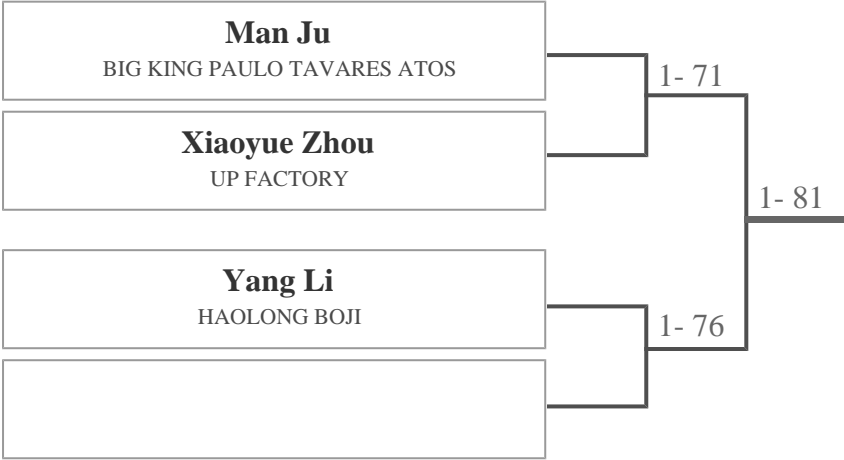 Man Ju
BIG KING PAULO TAVARES ATOS
1- 71
Xiaoyue Zhou
UP FACTORY
1- 81
Yang Li
HAOLONG BOJI
1- 76